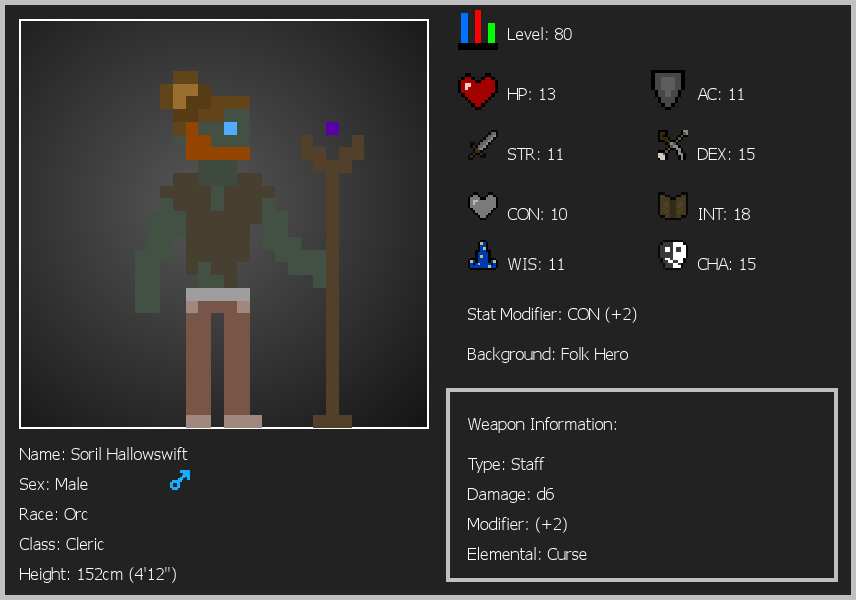 Level: 80
HP: 13
AC: 11
STR: 11
DEX: 15
CON: 10
INT: 18
WIS: 11
CHA: 15
Stat Modifier: CON (+2)
Background: Folk Hero
Weapon Information:
Type: Staff
Damage: d6
Modifier: (+2)
Elemental: Curse
Name: Soril Hallowswift
Sex: Male
Race: Orc
Class: Cleric
Height: 152cm (4'12")